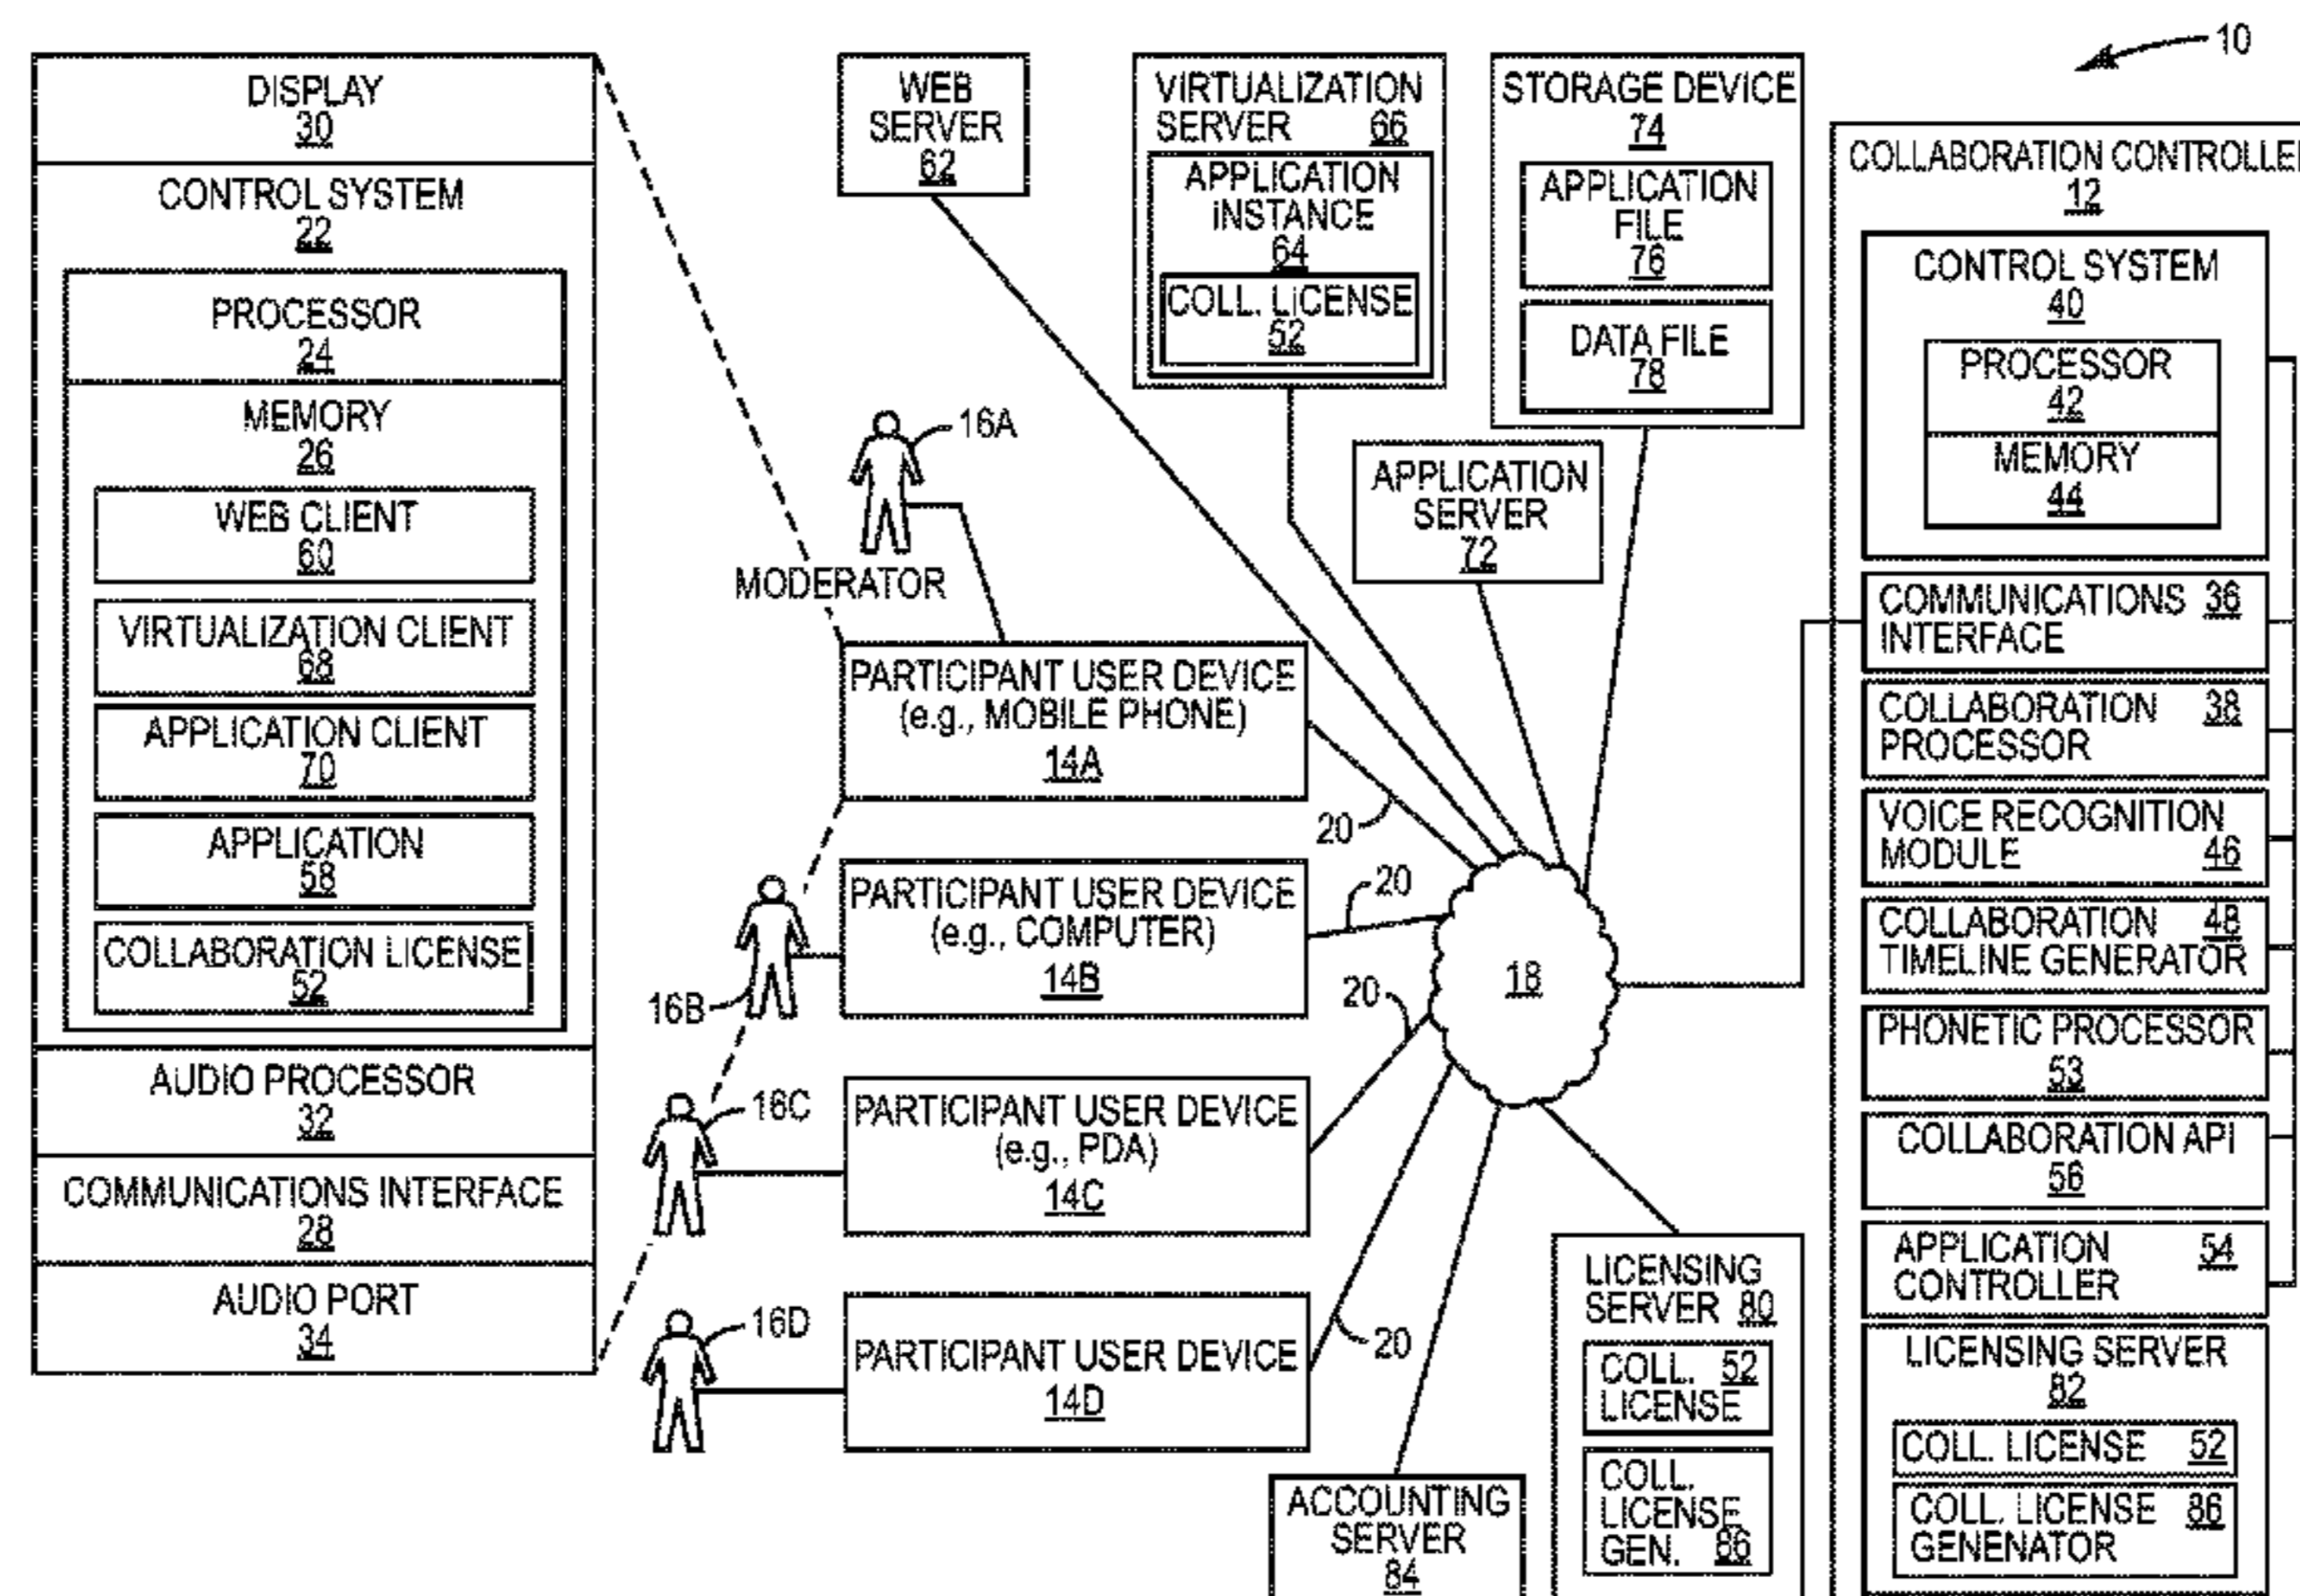 10
DISPLAY
30
CONTROL SYSTEM
22
PROCESSOR
24
MEMORY
26
WEB CLIENT
60
VIRTUALIZATION CLIENT
68
APPLICATION CLIENT
70
APPLICATION
58
COLLABORATION LICENSE
52
AUDIO PROCESSOR
32
COMMUNICATIONS INTERFACE
28
AUDIO PORT
34
WEB
SERVER
62
VIRTUALIZATION
SERVER 66
APPLICATION
iNSTANCE
64
COLL. LiCENSE
52
STORAGE DEVICE
74
APPLICATION
FILE
76
DATA FILE
78
APPLICATION
SERVER
72
16A
MODERATOR
PARTICIPANT USER DEVICE
(e.g., MOBILE PHONE)
14A
20
16B
PARTICIPANT USER DEVICE
(e.g., COMPUTER)
14B
20
18
16C
PARTICIPANT USER DEVICE
(e.g., PDA)
14C
20
16D
PARTICIPANT USER DEVICE
14D
20
ACCOUNTING
SERVER
84
LICENSING
SERVER 80
COLL. 52
LICENSE
COLL.
LICENSE
GEN. 86
COLLABORATION CONTROLLER
12
CONTROL SYSTEM
40
PROCESSOR
42
MEMORY
44
COMMUNICATIONS 36
INTERFACE
COLLABORATION 38
PROCESSOR
VOICE RECOGNITION
MODULE 46
COLLABORATION 48
TIMELINE GENERATOR
PHONETIC PROCESSOR
53
COLLABORATION API
56
APPLICATION 54
CONTROLLER
LICENSING SERVER
82
COLL. LICENSE 52
COLL. LICENSE 86
GENENATOR